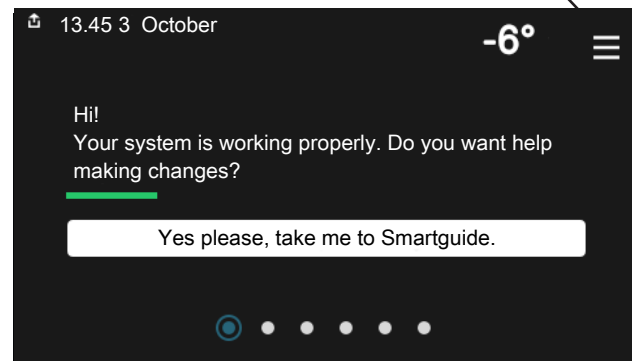 13.45 3 October
-6°
Hi!
Your system is working properly. Do you want help
making changes?
Yes please, take me to Smartguide.